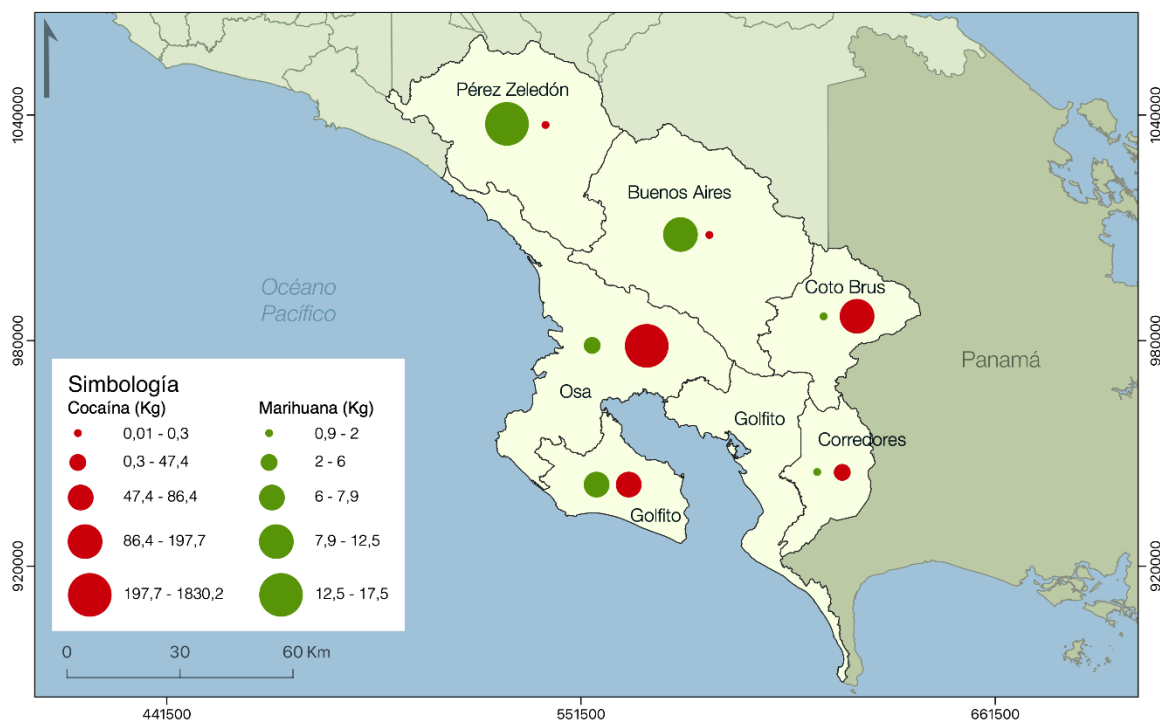 Pérez Zeledón
Buenos Aires
Coto Brus
Océano
Pacífico
Panamá
Osa
Golfito
Corredores
Golfito
Simbología
Cocaína (Kg)
Marihuana (Kg)
0,01 - 0,3
0,9 - 2
0,3 - 47,4
2 - 6
47,4 - 86,4
6 - 7,9
86,4 - 197,7
7,9 - 12,5
197,7 - 1830,2
12,5 - 17,5
0
30
60 Km
1040000
980000
920000
1040000
980000
920000
441500
551500
661500